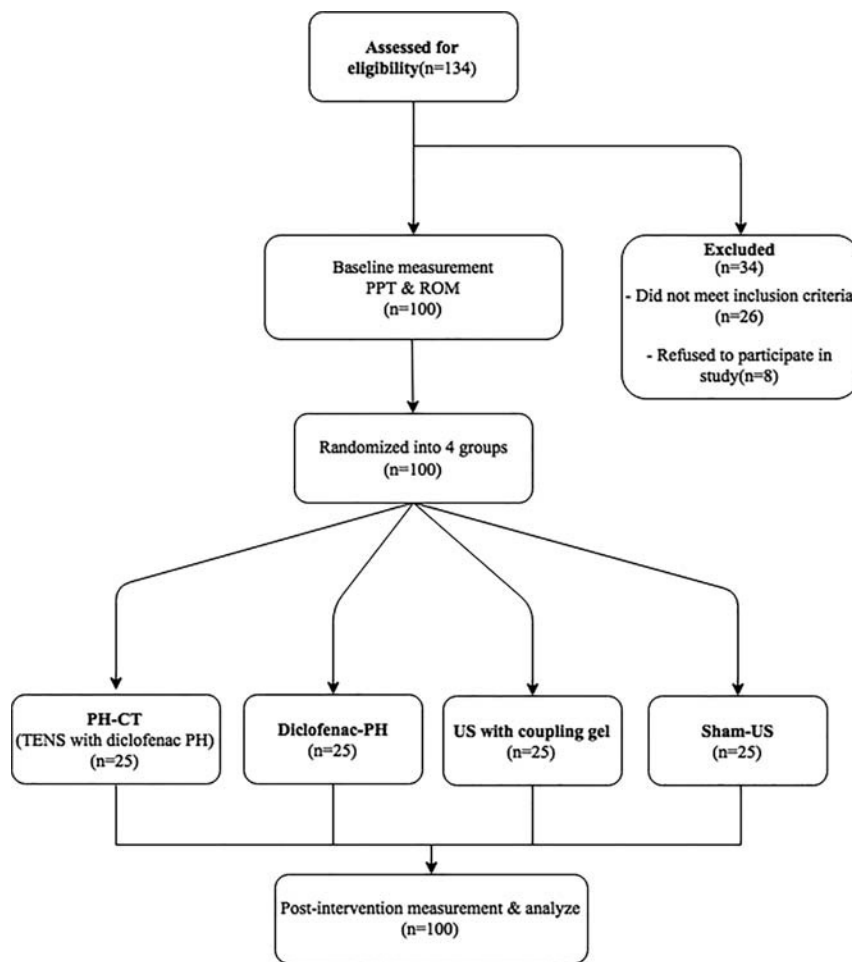 Assessed for
eligibility(n=134)
Baseline measurement
PPT & ROM
(n=100)
Excluded
(n=34)
- Did not meet inclusion criteria
(n=26)
- Refused to participate in
study(n=8)
Randomized into 4 groups
(n=100)
PH-CT
(TENS with diclofenac PH)
(n=25)
Diclofenac-PH
(n=25)
US with coupling gel
(n=25)
Sham-US
(n=25)
Post-intervention measurement & analyze
(n=100)